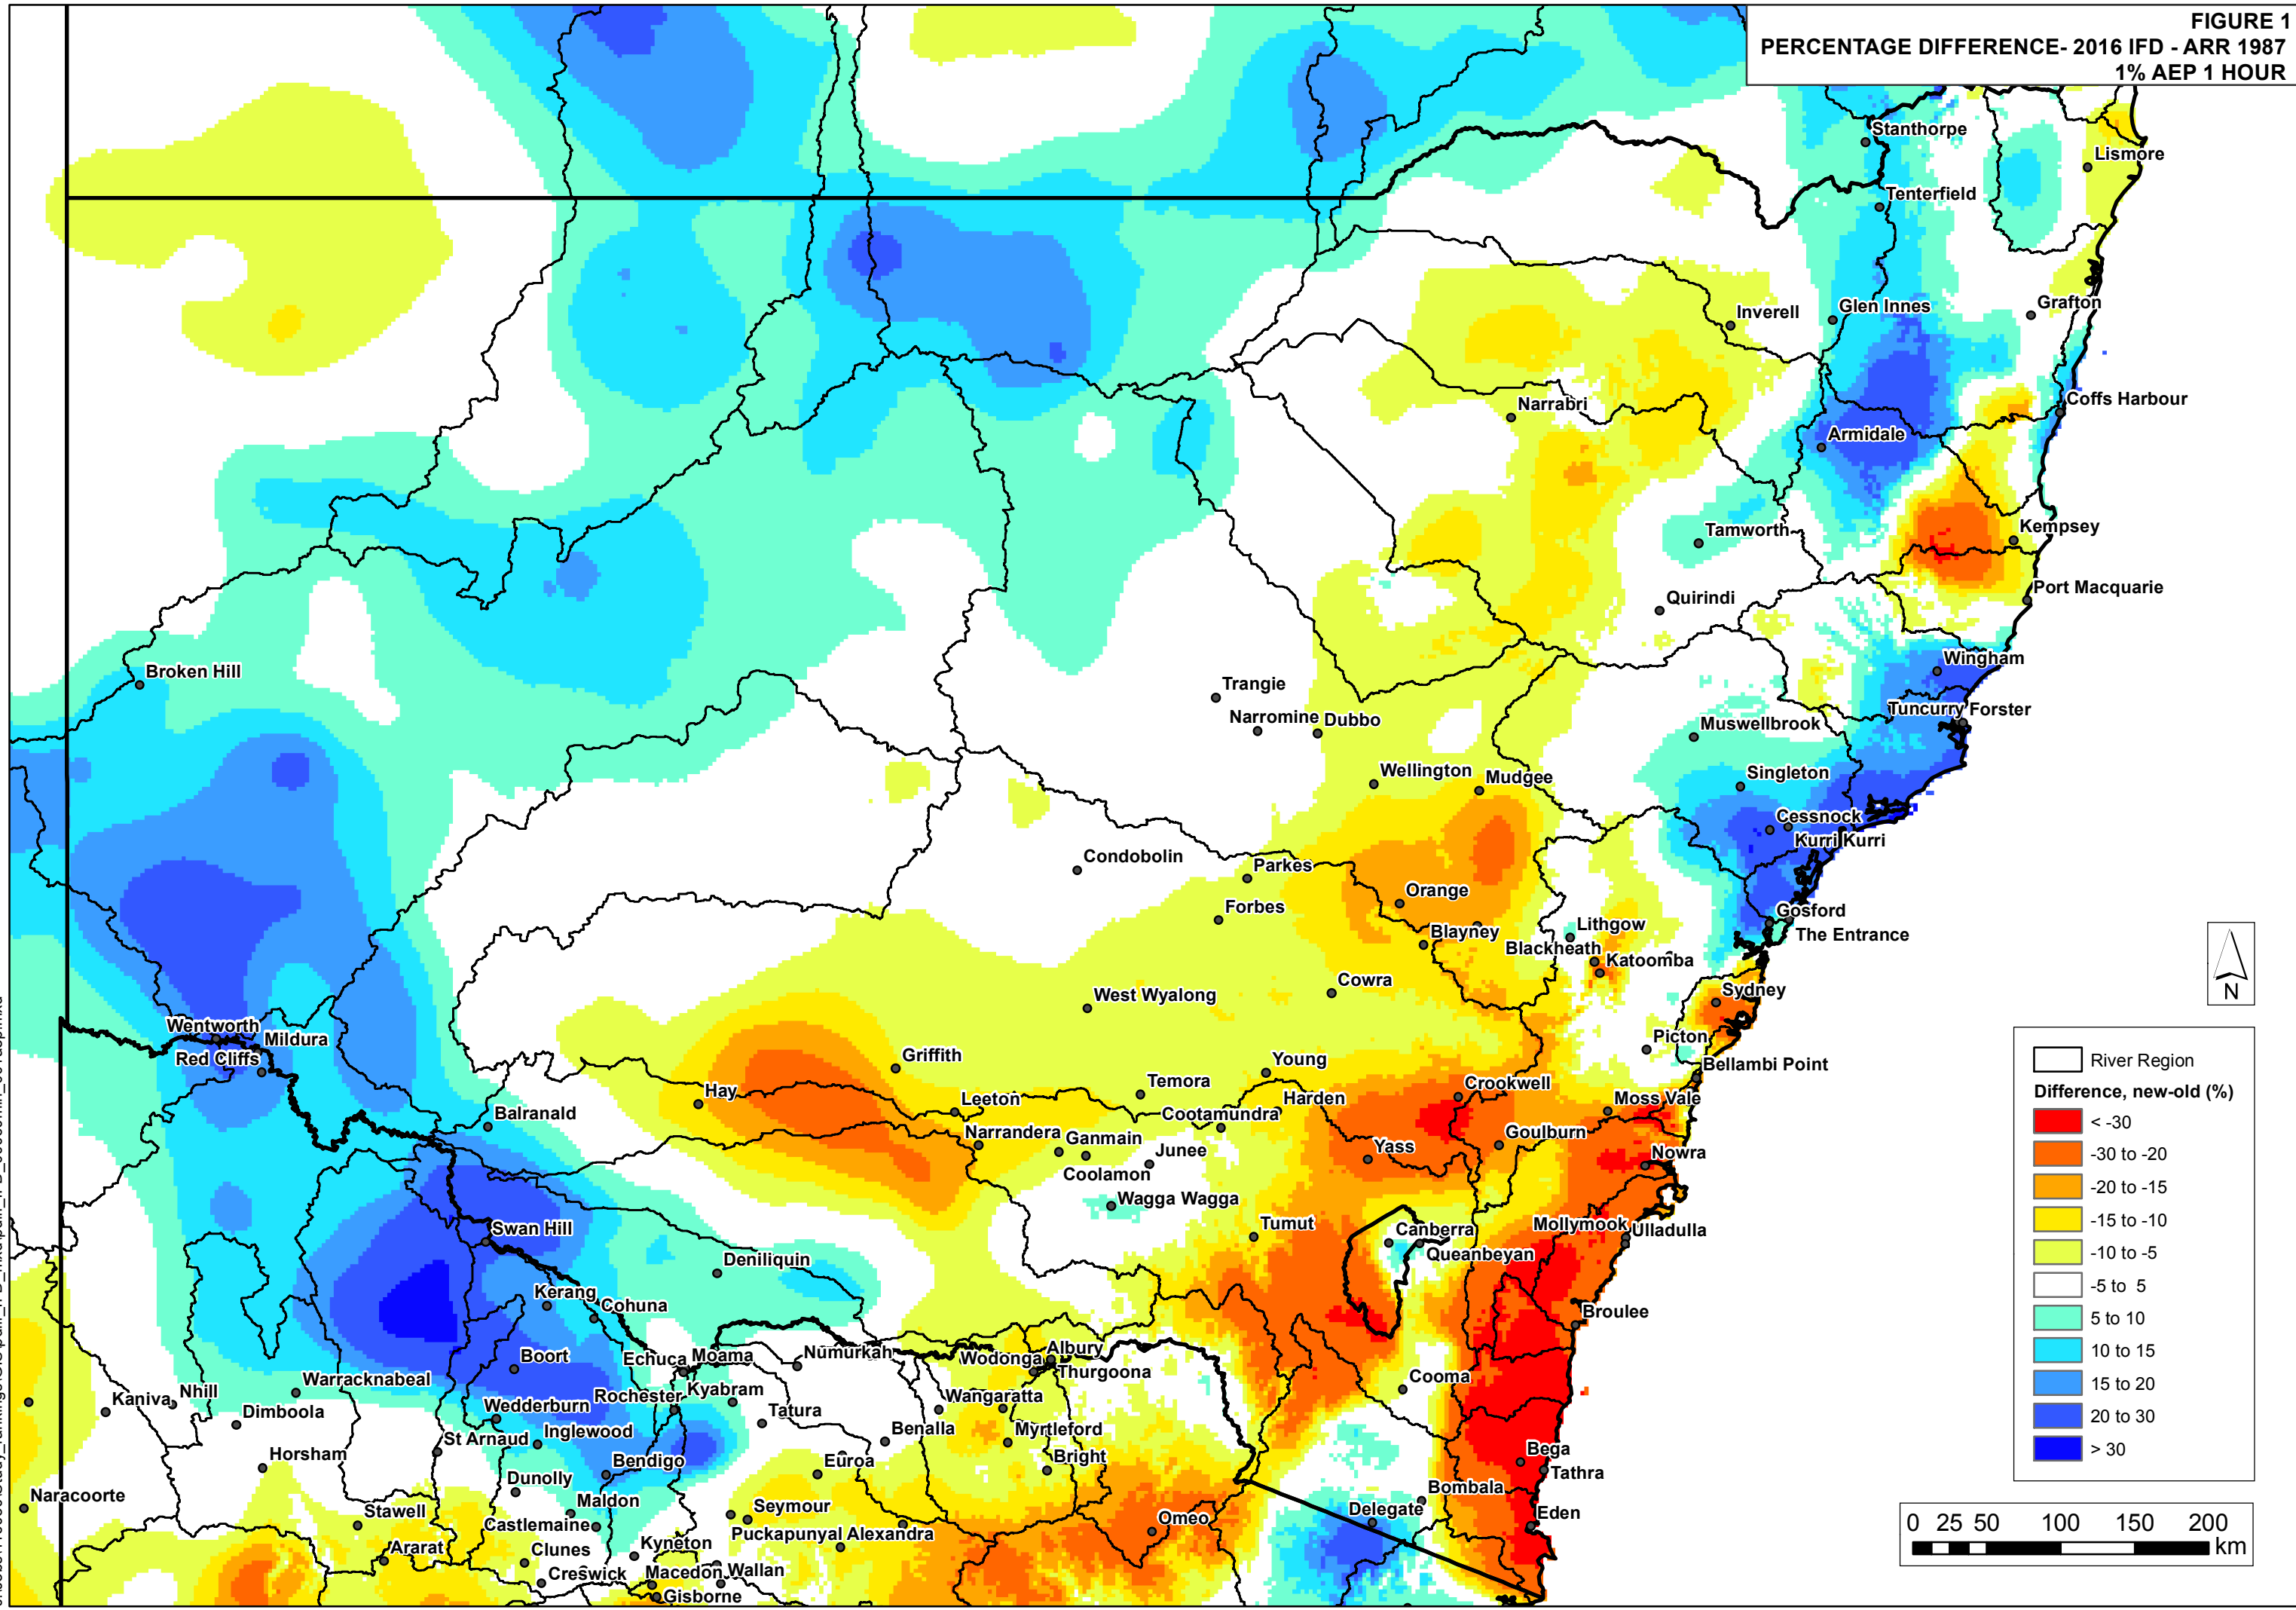 FIGURE 1
PERCENTAGE DIFFERENCE- 2016 IFD - ARR 1987
1% AEP 1 HOUR
Stanthorpe
Lismore
Tenterfield
Grafton
Inverell
Glen Innes
Narrabri
Coffs Harbour
Armidale
Tamworth
Kempsey
Port Macquarie
Quirindi
Broken Hill
Wingham
Trangie
Narromine Dubbo
Tuncurry Forster
Muswellbrook
Wellington
Mudgee
Singleton
Cessnock
Kurri Kurri
Condobolin
Parkes
Orange
Forbes
Gosford
The Entrance
Blayney
Lithgow
Blackheath
Katoomba
Sydney
Cowra
West Wyalong
Wentworth
Mildura
Red Cliffs
Griffith
Young
Picton
Bellambi Point
Hay
Leeton
Temora
Harden
Crookwell
Moss Vale
Balranald
Cootamundra
Narrandera
Ganmain
Junee
Coolamon
Yass
Goulburn
Nowra
Wagga Wagga
Swan Hill
Tumut
Canberra
Queanbeyan
Mollymook
Ulladulla
Deniliquin
Kerang
Cohuna
Broulee
Boort
Echuca Moama
Numurkah
Wodonga
Albury
Thurgoona
Cooma
Kaniva
Nhill
Warracknabeal
Dimboola
Rochester
Kyabram
Wedderburn
Tatura
Wangaratta
Inglewood
St Arnaud
Benalla
Myrtleford
Horsham
Bendigo
Euroa
Bright
Bega
Tathra
Dunolly
Naracoorte
Maldon
Seymour
Bombala
Stawell
Castlemaine
Puckapunyal Alexandra
Omeo
Delegate
Eden
Ararat
Clunes
Kyneton
Creswick
Macedon
Wallan
Gisborne
N
River Region
Difference, new-old (%)
< -30
-30 to -20
-20 to -15
-15 to -10
-10 to -5
-5 to 5
5 to 10
10 to 15
15 to 20
20 to 30
> 30
0 25 50 100 150 200
km